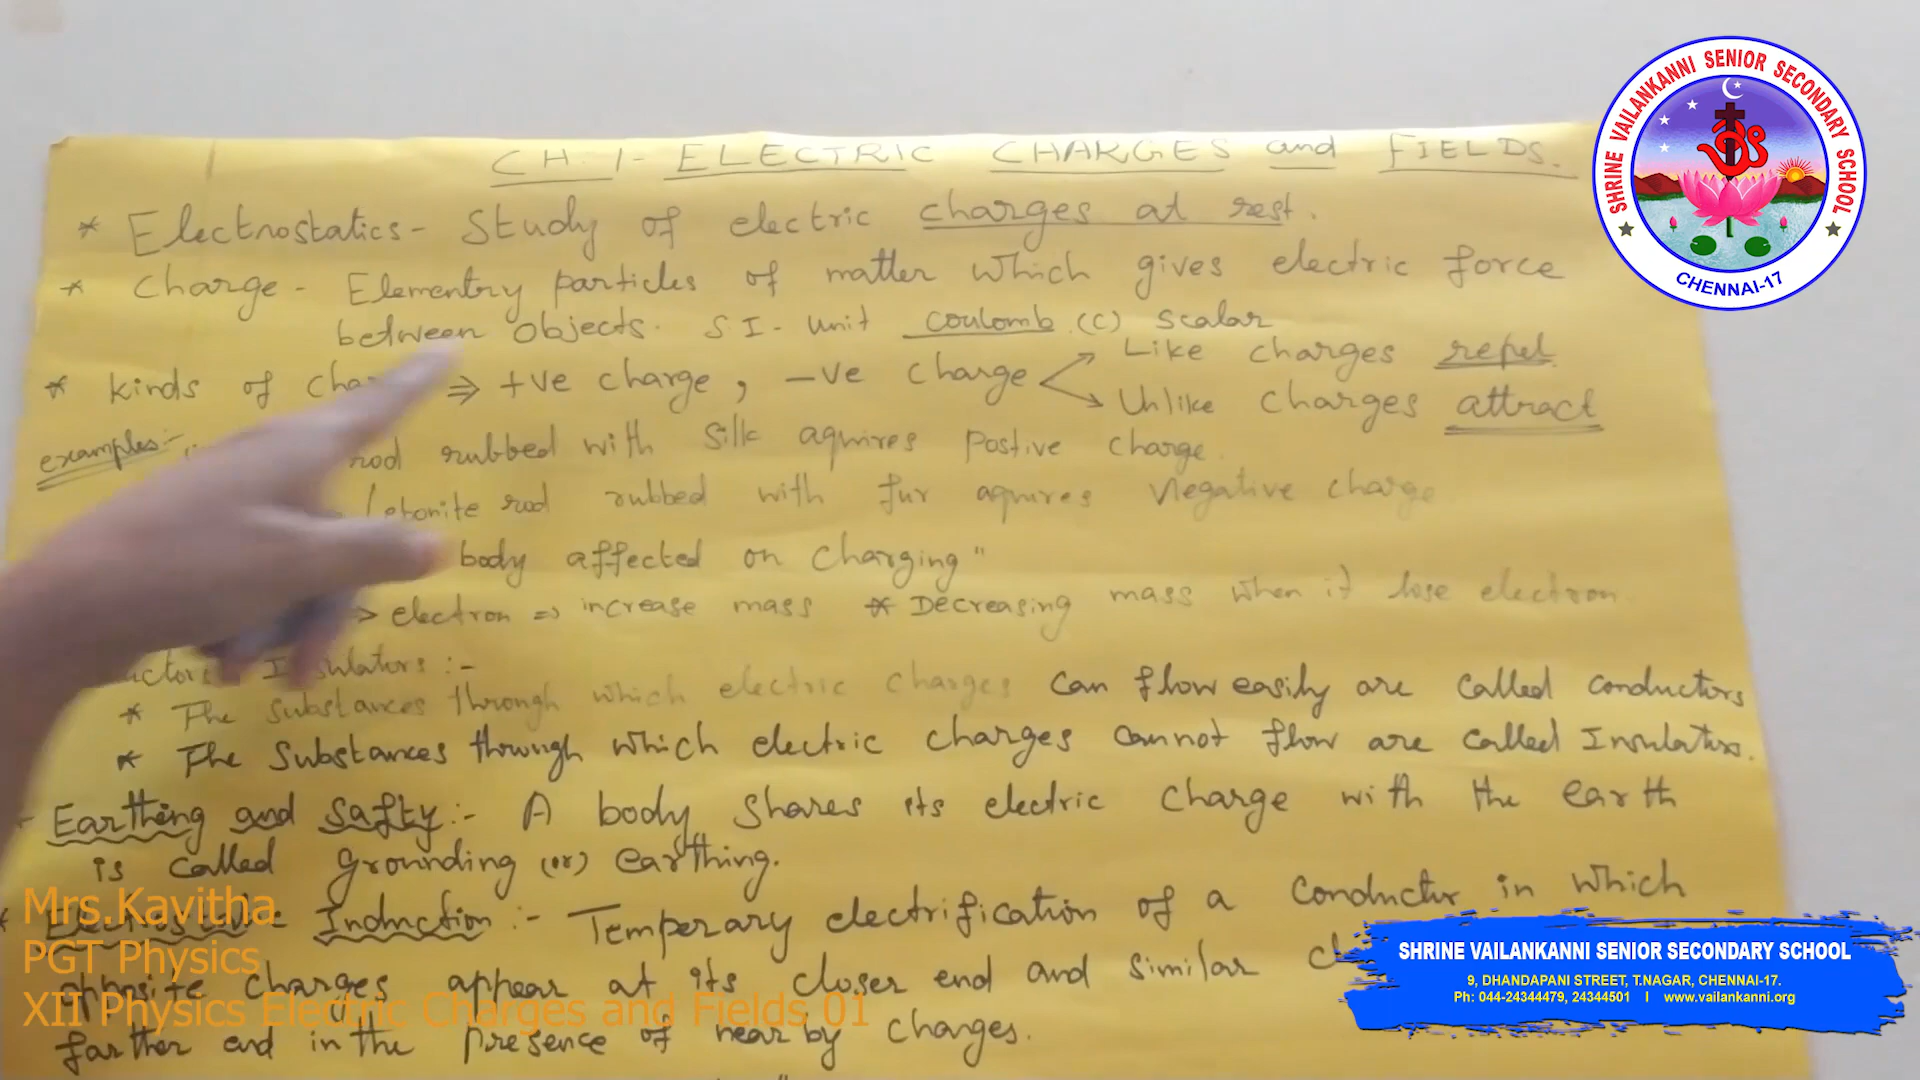 CH 1- ELECTRIC CHARGES and FIELDS.
* Electrostatics- Study of electric charges at rest.
* Charge - Elementry particles of matter which gives electric force
between objects. SI- unit coulomb (C) scalar
* Kinds of ⇒ +ve charge, -ve charge
Like charges repel
Unlike charges attract
examples:-
rod rubbed with silk aquires postive charge.
/ebonite rod rubbed with fur aquires negative charge
body affected on charging"
> electron ⇒ increase mass * Decreasing mass when it lose electron.
Insulators :-
* The substances through which electric charges can flow easily are called conductors
* The substances through which electric charges cannot flow are called Insulators.
Earthing and Safty:- A body shares its electric charge with the earth
is called grounding (or) earthing.
* Induction:- Temperary electrification of a conductor in which
opposite charges appear at its closer end and similar
farther end in the presence of near by charges.
Mrs.Kavitha
PGT Physics
XII Physics Electric Charges and Fields 01
SHRINE VAILANKANNI SENIOR SECONDARY SCHOOL
CHENNAI-17
SHRINE VAILANKANNI SENIOR SECONDARY SCHOOL
9, DHANDAPANI STREET, T.NAGAR, CHENNAI-17.
Ph: 044-24344479, 24344501 I www.vailankanni.org